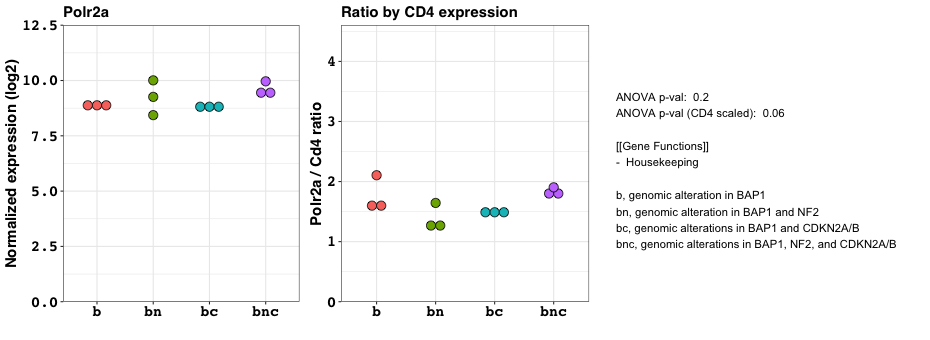 Polr2a
Normalized expression (log2)
12.5
10.0
7.5
5.0
2.5
0.0
b
bn
bc
bnc
Ratio by CD4 expression
Polr2a / Cd4 ratio
4
3
2
1
0
b
bn
bc
bnc
ANOVA p-val:  0.2
ANOVA p-val (CD4 scaled):  0.06
[[Gene Functions]]
-  Housekeeping
b, genomic alteration in BAP1
bn, genomic alteration in BAP1 and NF2
bc, genomic alterations in BAP1 and CDKN2A/B
bnc, genomic alterations in BAP1, NF2, and CDKN2A/B